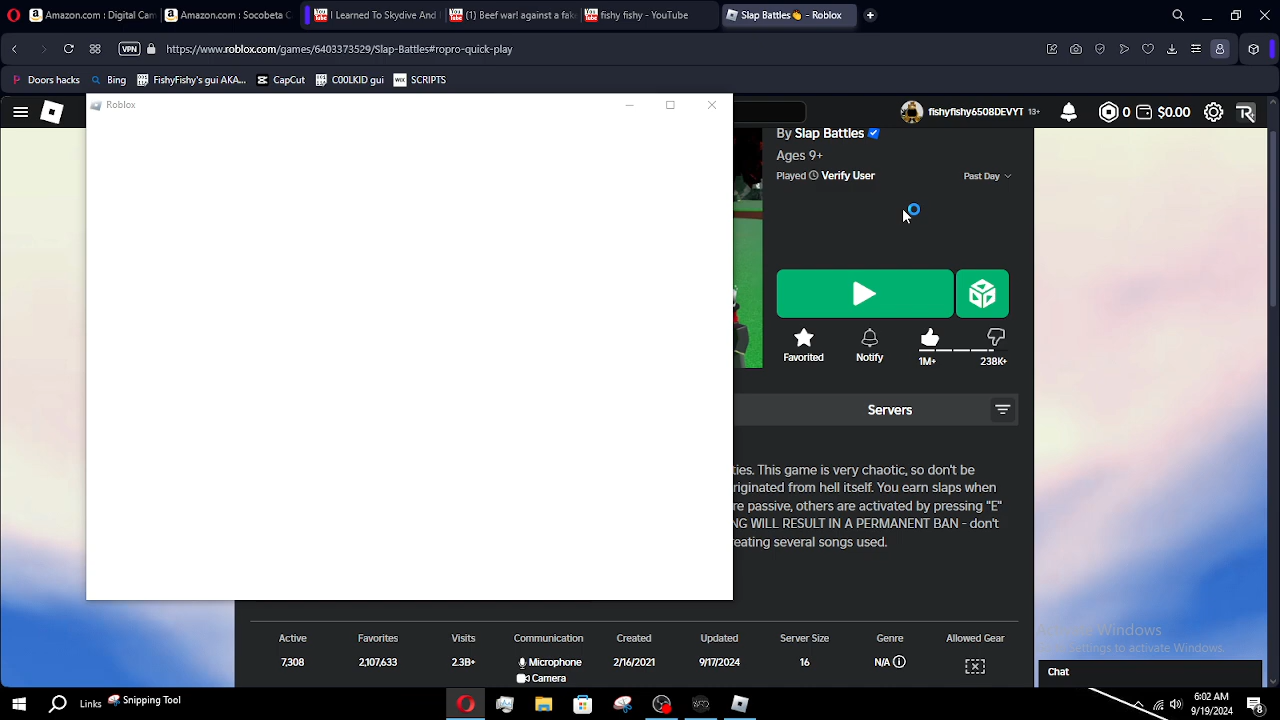 Amazon.com : Digital Cam
Amazon.com : Socobeta C
I Learned To Skydive And
(1) Beef war! against a fak
fishy fishy - YouTube
Slap Battles👏 - Roblox
VPN
https://www.roblox.com/games/6403373529/Slap-Battles#ropro-quick-play
Doors hacks
Bing
FishyFishy's gui AKA...
CapCut
C00LKID gui
WIX
SCRIPTS
Roblox
fishyfishy6508DEVYT 13+
0
$0.00
By Slap Battles
Ages 9+
Played Verify User
Past Day
Favorited
Notify
1M+
238K+
Servers
ties. This game is very chaotic, so don't be
riginated from hell itself. You earn slaps when
re passive, others are activated by pressing "E"
NG WILL RESULT IN A PERMANENT BAN - don't
eating several songs used.
Active
Favorites
Visits
Communication
Created
Updated
Server Size
Genre
Allowed Gear
7,308
2,107,633
2.3B+
Microphone
Camera
2/16/2021
9/17/2024
16
N/A
Windows
Settings to activate Windows.
Chat
Links
Snipping Tool
6:02 AM
9/19/2024
8